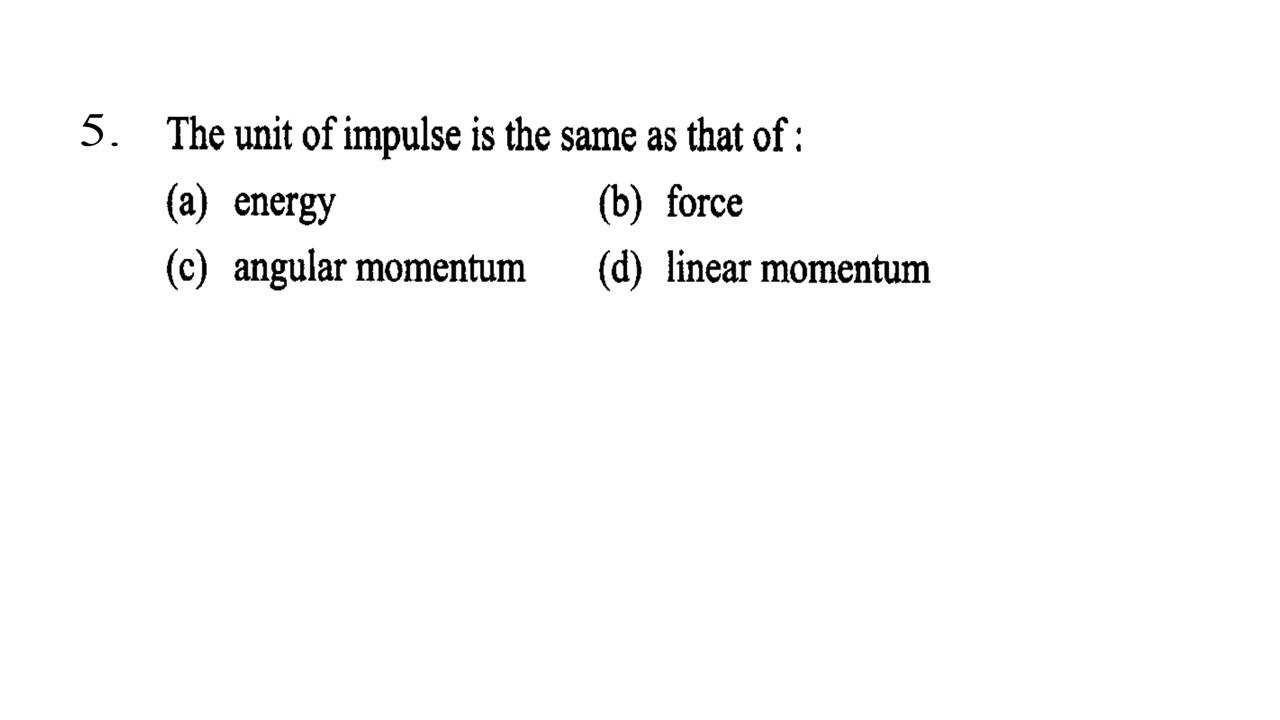 5. The unit of impulse is the same as that of :
(a) energy (b) force
(c) angular momentum (d) linear momentum